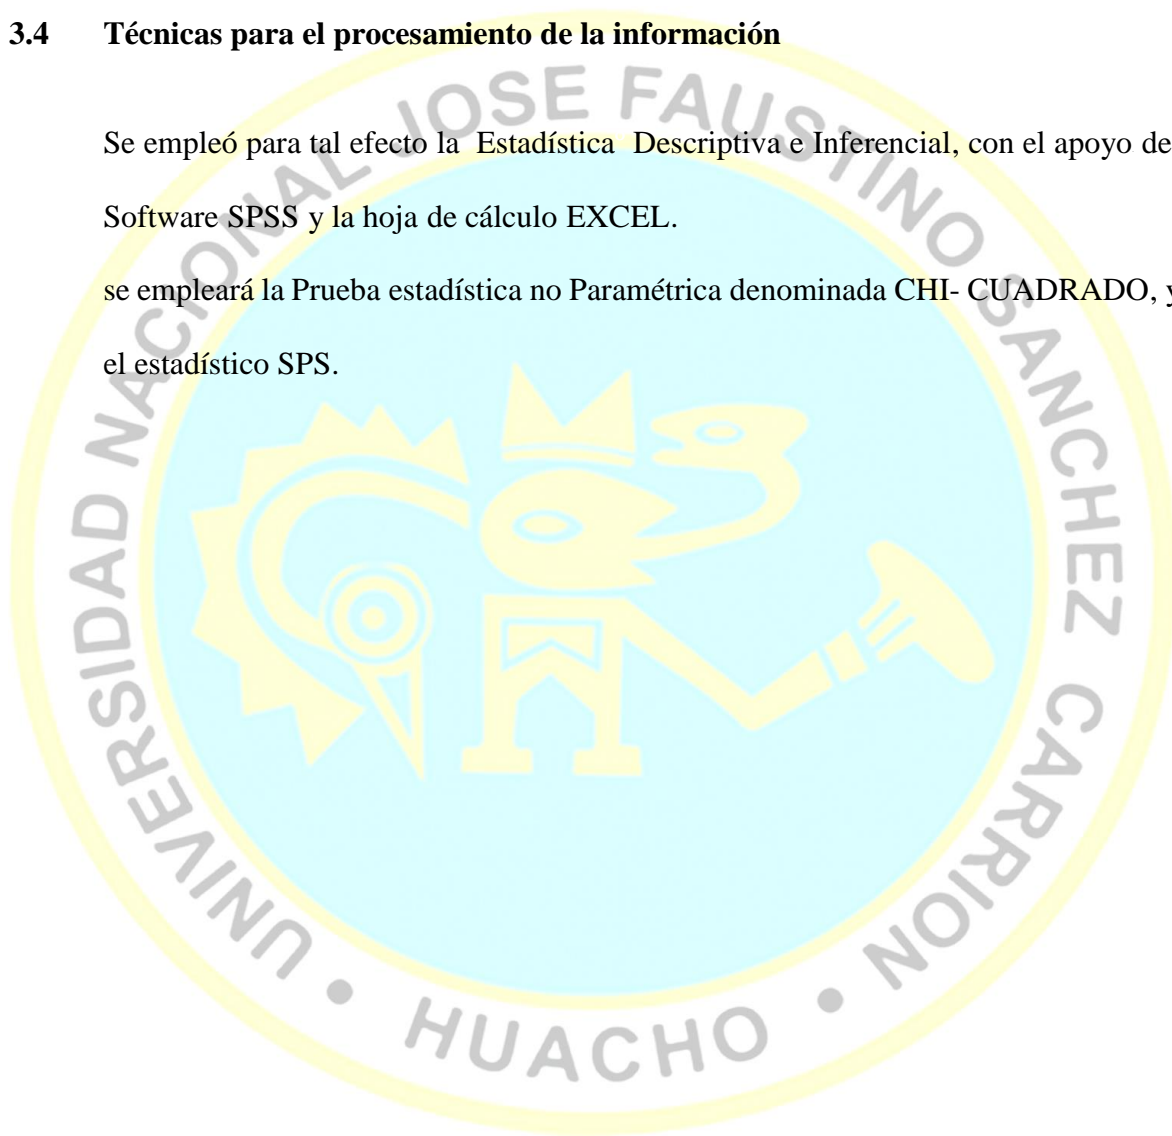 3.4 Técnicas para el procesamiento de la información
Se empleó para tal efecto la Estadística Descriptiva e Inferencial, con el apoyo de
Software SPSS y la hoja de cálculo EXCEL.
se empleará la Prueba estadística no Paramétrica denominada CHI- CUADRADO, y
el estadístico SPS.
UNIVERSIDAD NACIONAL JOSE FAUSTINO SANCHEZ CARRION
• HUACHO •